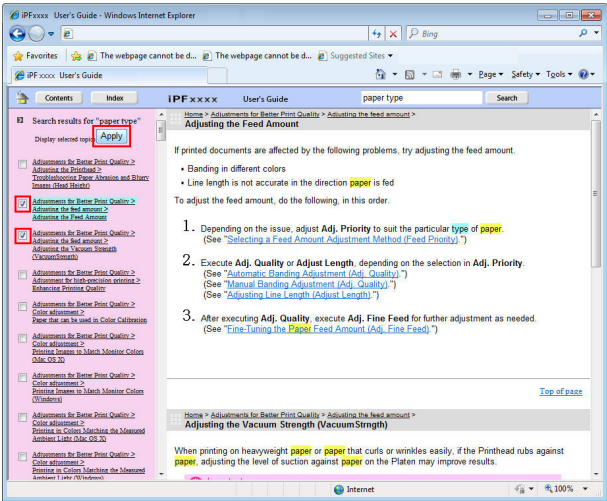 iPFxxxx User's Guide - Windows Internet Explorer
Bing
Favorites The webpage cannot be d... The webpage cannot be d... Suggested Sites
iPFxxxx User's Guide
Page Safety Tools
Contents Index iPFxxxx User's Guide paper type Search
Search results for "paper type"
Display selected topics Apply
Adjustments for Better Print Quality >
Adjusting the Printhead >
Troubleshooting Paper Abrasion and Blurry
Images (Head Height)
Adjustments for Better Print Quality >
Adjusting the feed amount >
Adjusting the Feed Amount
Adjustments for Better Print Quality >
Adjusting the feed amount >
Adjusting the Vacuum Strength
(VacuumStrngth)
Adjustments for Better Print Quality >
Adjustment for high-precision printing >
Enhancing Printing Quality
Adjustments for Better Print Quality >
Color adjustment >
Paper that can be used in Color Calibration
Adjustments for Better Print Quality >
Color adjustment >
Printing Images to Match Monitor Colors
(Mac OS X)
Adjustments for Better Print Quality >
Color adjustment >
Printing Images to Match Monitor Colors
(Windows)
Adjustments for Better Print Quality >
Color adjustment >
Printing in Colors Matching the Measured
Ambient Light (Mac OS X)
Adjustments for Better Print Quality >
Color adjustment >
Printing in Colors Matching the Measured
Ambient Light (Windows)
Home > Adjustments for Better Print Quality > Adjusting the feed amount >
Adjusting the Feed Amount
If printed documents are affected by the following problems, try adjusting the feed amount.
• Banding in different colors
• Line length is not accurate in the direction paper is fed
To adjust the feed amount, do the following, in this order.
1. Depending on the issue, adjust Adj. Priority to suit the particular type of paper.
(See "Selecting a Feed Amount Adjustment Method (Feed Priority).")
2. Execute Adj. Quality or Adjust Length, depending on the selection in Adj. Priority.
(See "Automatic Banding Adjustment (Adj. Quality).")
(See "Manual Banding Adjustment (Adj. Quality).")
(See "Adjusting Line Length (Adjust Length).")
3. After executing Adj. Quality, execute Adj. Fine Feed for further adjustment as needed.
(See "Fine-Tuning the Paper Feed Amount (Adj. Fine Feed).")
Top of page
Home > Adjustments for Better Print Quality > Adjusting the feed amount >
Adjusting the Vacuum Strength (VacuumStrngth)
When printing on heavyweight paper or paper that curls or wrinkles easily, if the Printhead rubs against
paper, adjusting the level of suction against paper on the Platen may improve results.
Internet 100%